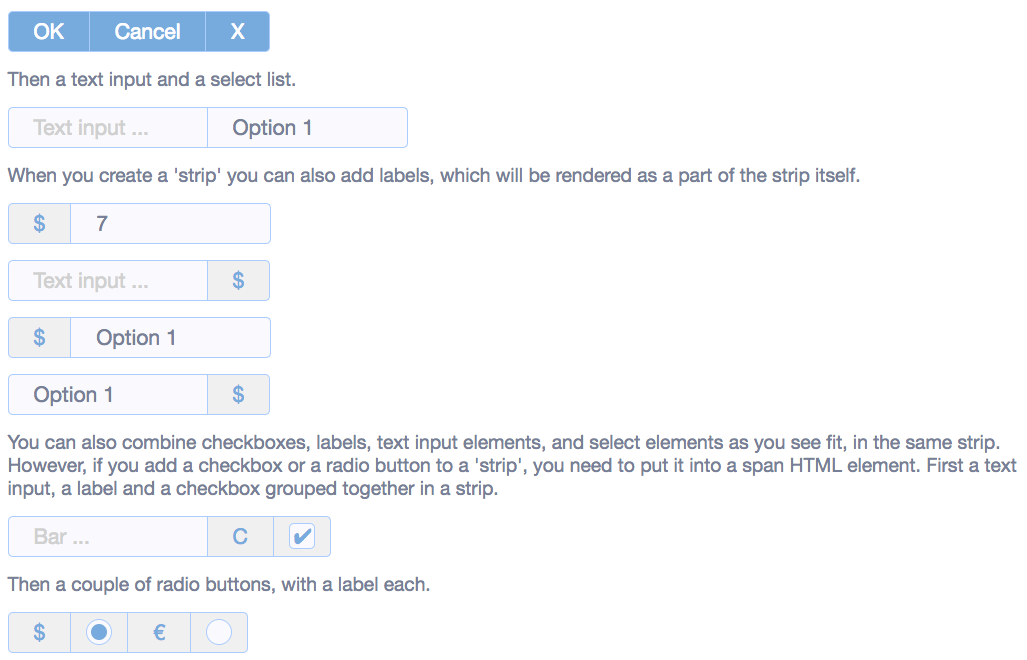 OK Cancel X
Then a text input and a select list.
Text input ... Option 1
When you create a 'strip' you can also add labels, which will be rendered as a part of the strip itself.
$ 7
Text input ... $
$ Option 1
Option 1 $
You can also combine checkboxes, labels, text input elements, and select elements as you see fit, in the same strip.
However, if you add a checkbox or a radio button to a 'strip', you need to put it into a span HTML element. First a text
input, a label and a checkbox grouped together in a strip.
Bar ... C ✔
Then a couple of radio buttons, with a label each.
$ €